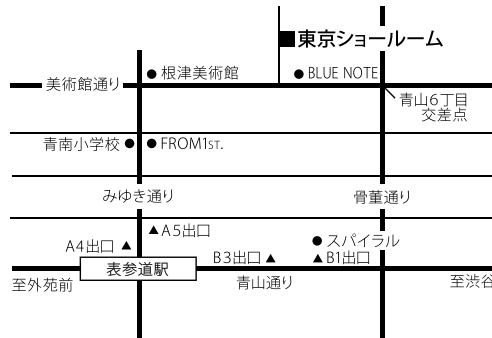 東京ショールーム
根津美術館
BLUE NOTE
美術館通り
青山6丁目
交差点
青南小学校
FROM1ST.
みゆき通り
骨董通り
A5出口
A4出口
スパイラル
B3出口
B1出口
表参道駅
至外苑前
青山通り
至渋谷